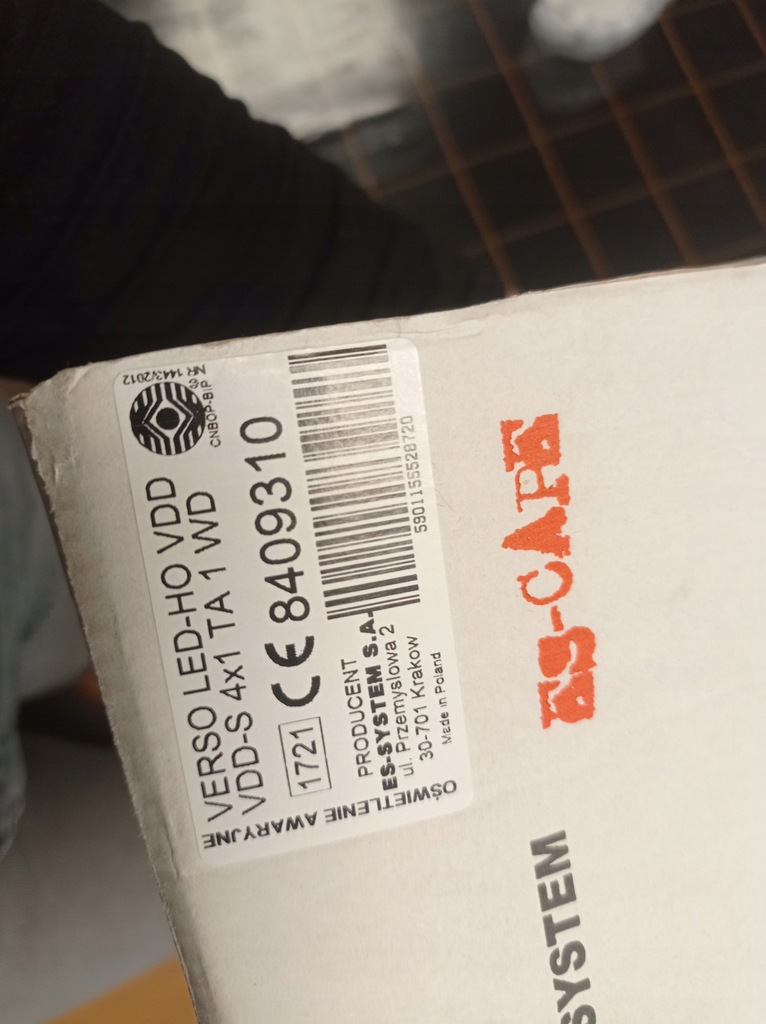 OŚWIETLENIE AWARYJNE
VERSO LED-HO VDD
VDD-S 4x1 TA 1 WD
1721 CE 8409310
PRODUCENT
ES-SYSTEM S.A.
ul. Przemyslowa 2
30-701 Krakow
Made in Poland
5901155528720
NR 1443/2012
CNBOP-BIP
ES-CAPE
SYSTEM